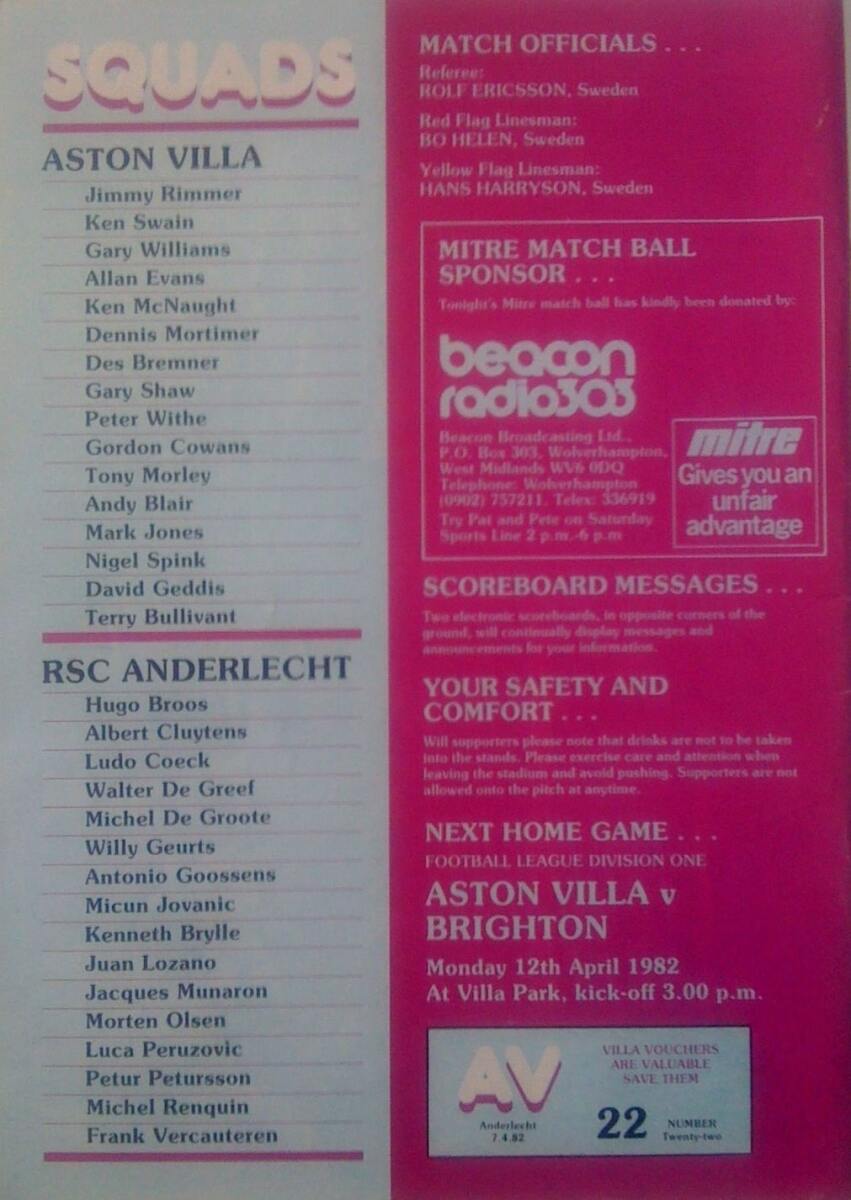 SQUADS
ASTON VILLA
Jimmy Rimmer
Ken Swain
Gary Williams
Allan Evans
Ken McNaught
Dennis Mortimer
Des Bremner
Gary Shaw
Peter Withe
Gordon Cowans
Tony Morley
Andy Blair
Mark Jones
Nigel Spink
David Geddis
Terry Bullivant
RSC ANDERLECHT
Hugo Broos
Albert Cluytens
Ludo Coeck
Walter De Greef
Michel De Groote
Willy Geurts
Antonio Goossens
Micun Jovanic
Kenneth Brylle
Juan Lozano
Jacques Munaron
Morten Olsen
Luca Peruzovic
Petur Petursson
Michel Renquin
Frank Vercauteren
MATCH OFFICIALS . . .
Referee:
ROLF ERICSSON, Sweden
Red Flag Linesman:
BO HELEN, Sweden
Yellow Flag Linesman:
HANS HARRYSON, Sweden
MITRE MATCH BALL
SPONSOR . . .
Tonight's Mitre match ball has kindly been donated by:
beacon
radio303
Beacon Broadcasting Ltd.,
P.O. Box 303, Wolverhampton,
West Midlands WV6 0DQ
Telephone: Wolverhampton
(0902) 757211. Telex: 336919
Try Pat and Pete on Saturday
Sports Line 2 p.m.-6 p.m
mitre
Gives you an
unfair
advantage
SCOREBOARD MESSAGES . . .
Two electronic scoreboards, in opposite corners of the
ground, will continually display messages and
announcements for your information.
YOUR SAFETY AND
COMFORT . . .
Will supporters please note that drinks are not to be taken
into the stands. Please exercise care and attention when
leaving the stadium and avoid pushing. Supporters are not
allowed onto the pitch at anytime.
NEXT HOME GAME . . .
FOOTBALL LEAGUE DIVISION ONE
ASTON VILLA v
BRIGHTON
Monday 12th April 1982
At Villa Park, kick-off 3.00 p.m.
AV
Anderlecht
7.4.82
VILLA VOUCHERS
ARE VALUABLE
SAVE THEM
22 NUMBER
Twenty-two